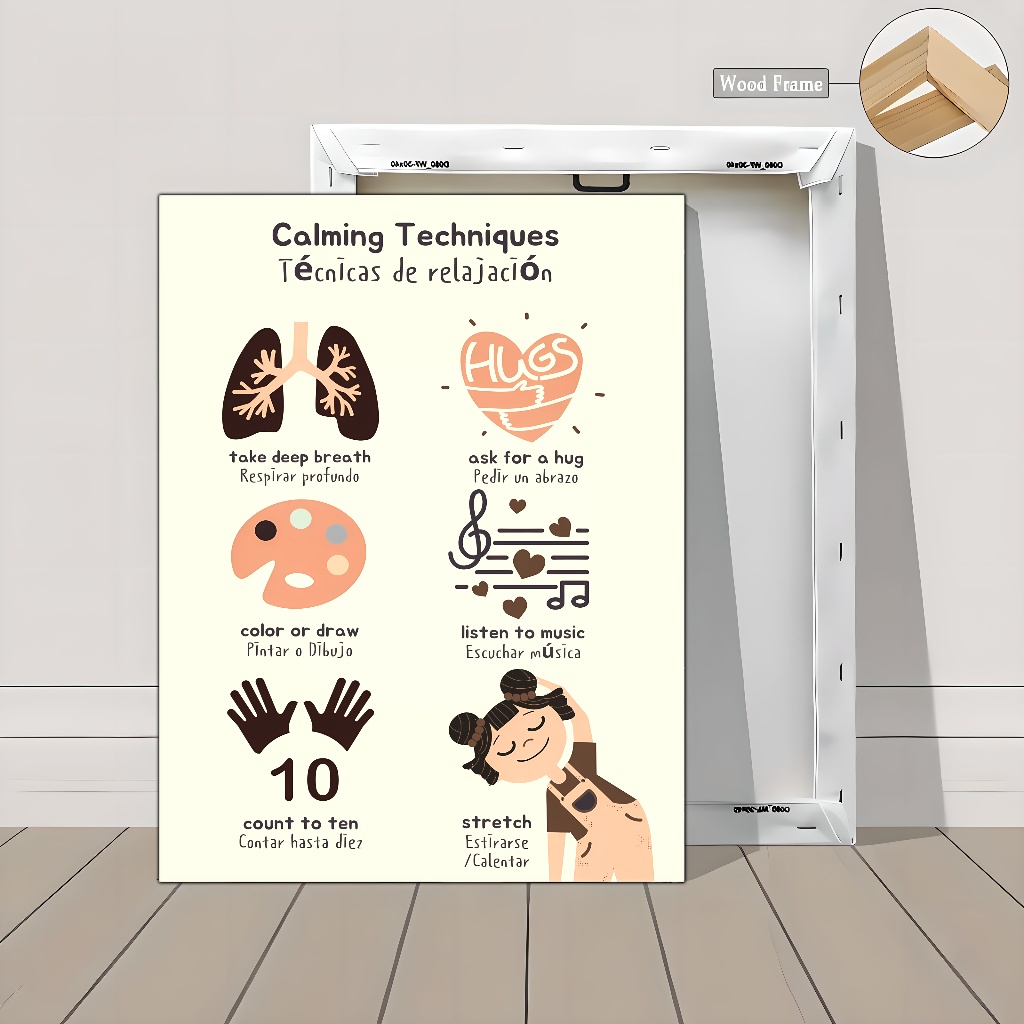 Wood Frame
Calming Techniques
Técnicas de relajación
HUGS
take deep breath
Respirar profundo
ask for a hug
Pedir un abrazo
color or draw
Pintar o Dibujo
listen to music
Escuchar música
10
count to ten
Contar hasta diez
stretch
Estirarse
/Calentar